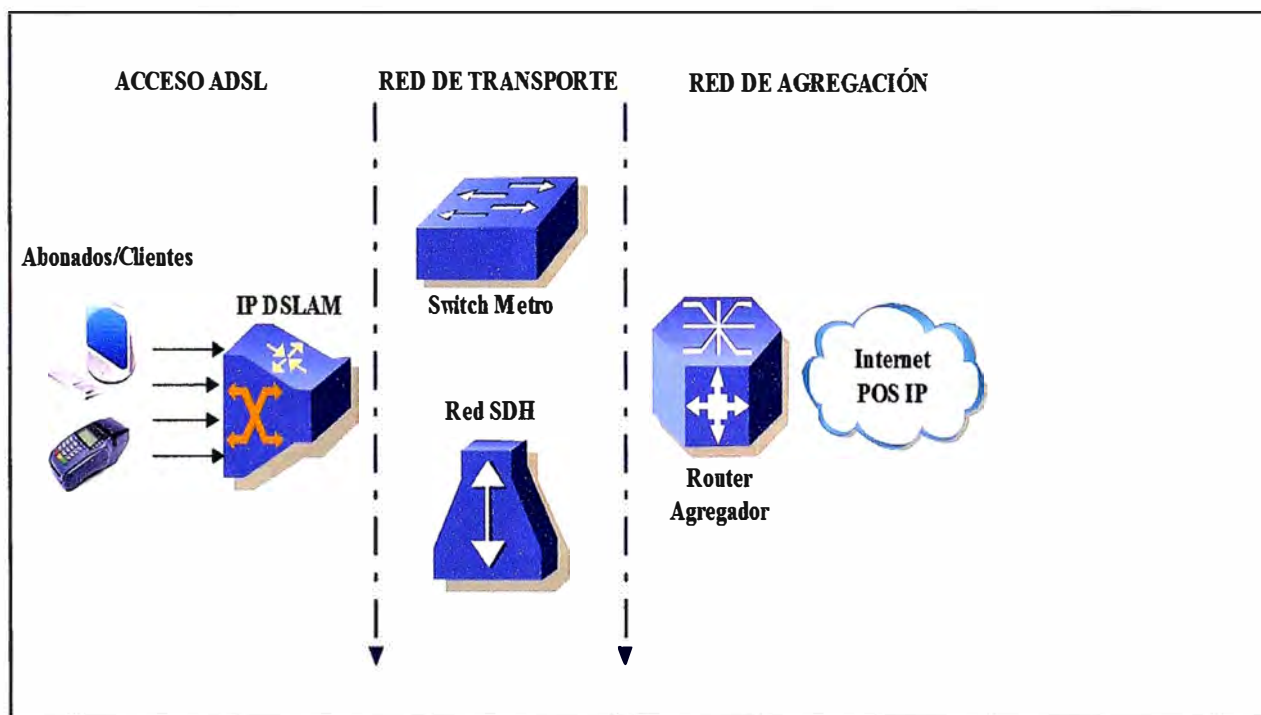 ACCESO ADSL
RED DE TRANSPORTE
RED DE AGREGACIÓN
Abonados/Clientes
IP DSLAM
Switch Metro
Red SDH
Router
Agregador
Internet
POS IP